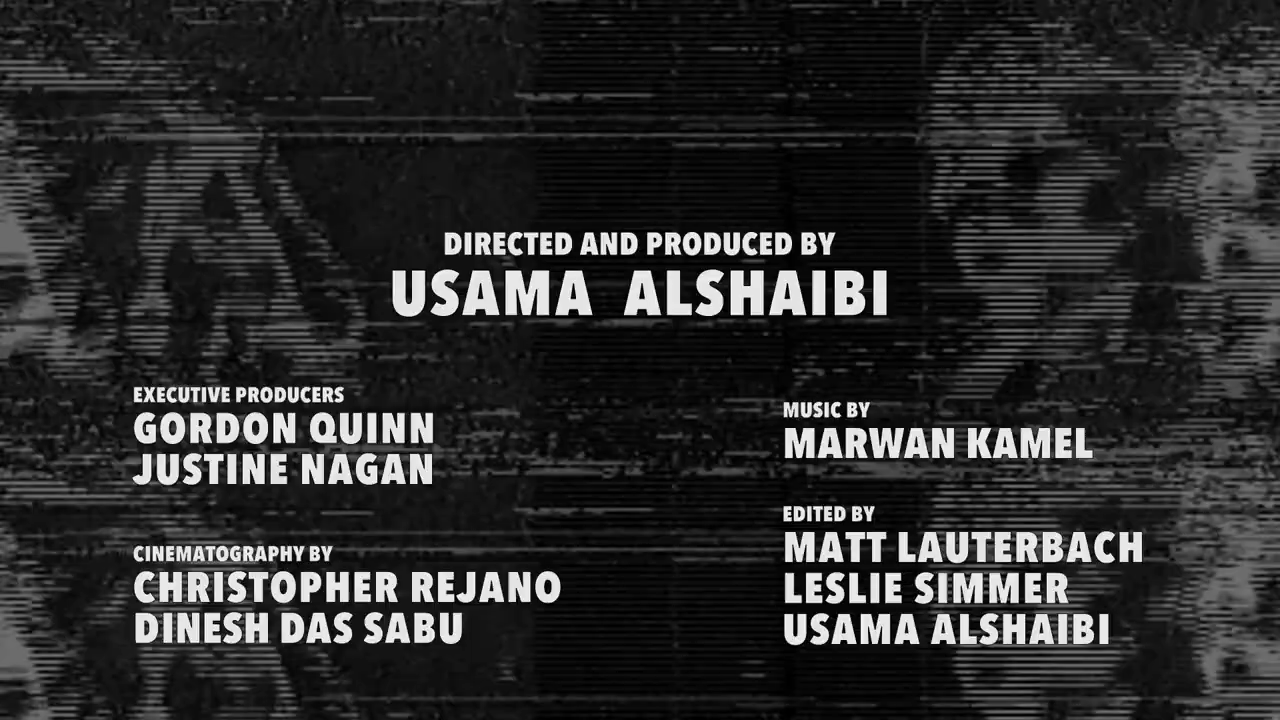 DIRECTED AND PRODUCED BY
USAMA ALSHAIBI
EXECUTIVE PRODUCERS
GORDON QUINN
JUSTINE NAGAN
CINEMATOGRAPHY BY
CHRISTOPHER REJANO
DINESH DAS SABU
MUSIC BY
MARWAN KAMEL
EDITED BY
MATT LAUTERBACH
LESLIE SIMMER
USAMA ALSHAIBI